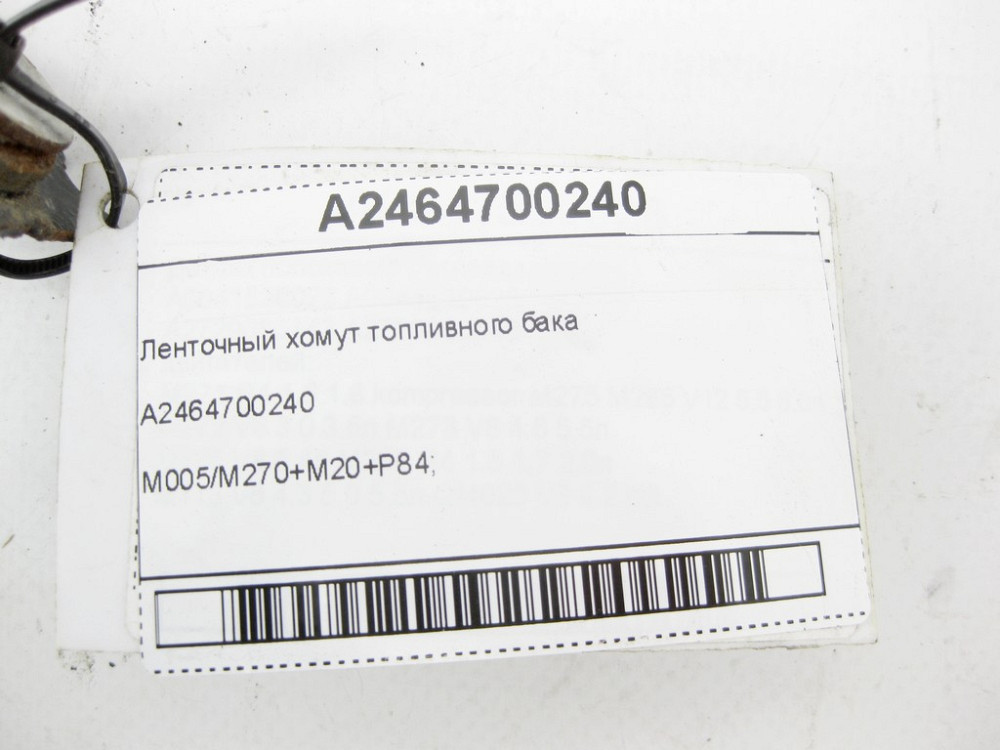 A2464700240
Ленточный хомут топливного бака
A2464700240
M005/M270+M20+P84;